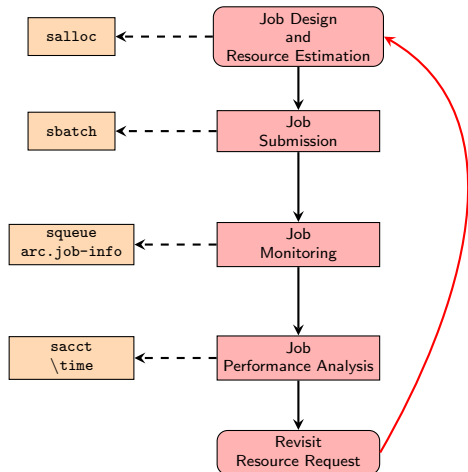 salloc
Job Design
and
Resource Estimation
sbatch
Job
Submission
squeue
arc.job-info
Job
Monitoring
sacct
\time
Job
Performance Analysis
Revisit
Resource Request